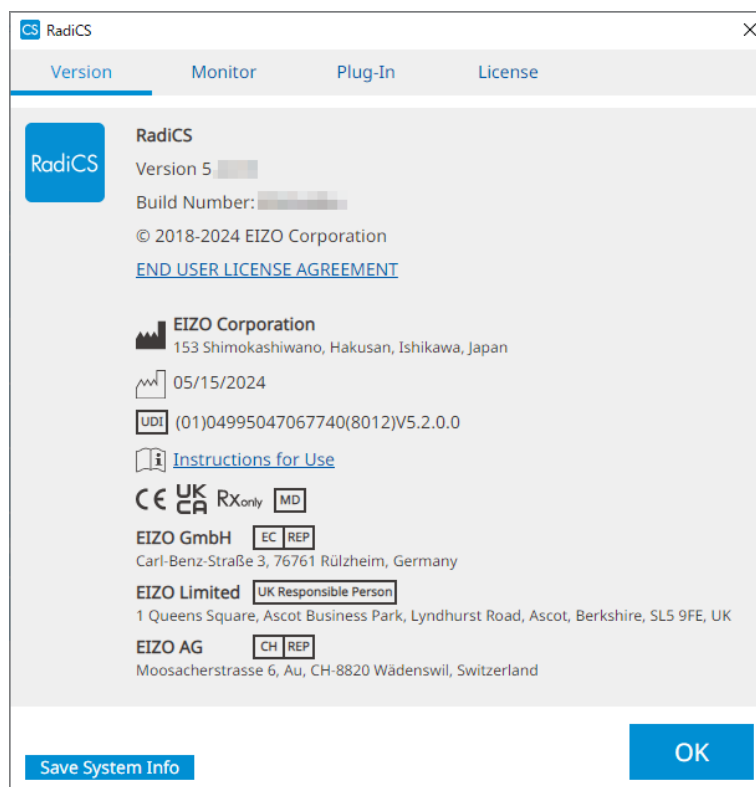 CS RadiCS
Version Monitor Plug-In License
RadiCS
RadiCS
Version 5
Build Number:
© 2018-2024 EIZO Corporation
END USER LICENSE AGREEMENT
EIZO Corporation
153 Shimokashiwano, Hakusan, Ishikawa, Japan
05/15/2024
UDI (01)04995047067740(8012)V5.2.0.0
Instructions for Use
CE UK CA Rx only MD
EIZO GmbH EC REP
Carl-Benz-Straße 3, 76761 Rülzheim, Germany
EIZO Limited UK Responsible Person
1 Queens Square, Ascot Business Park, Lyndhurst Road, Ascot, Berkshire, SL5 9FE, UK
EIZO AG CH REP
Moosacherstrasse 6, Au, CH-8820 Wädenswil, Switzerland
OK
Save System Info